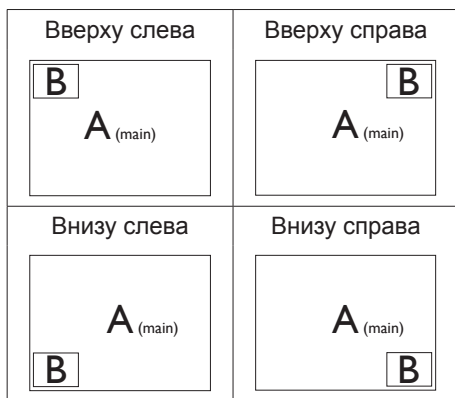 Вверху слева
Вверху справа
B
A (main)
B
A (main)
Внизу слева
Внизу справа
A (main)
B
A (main)
B